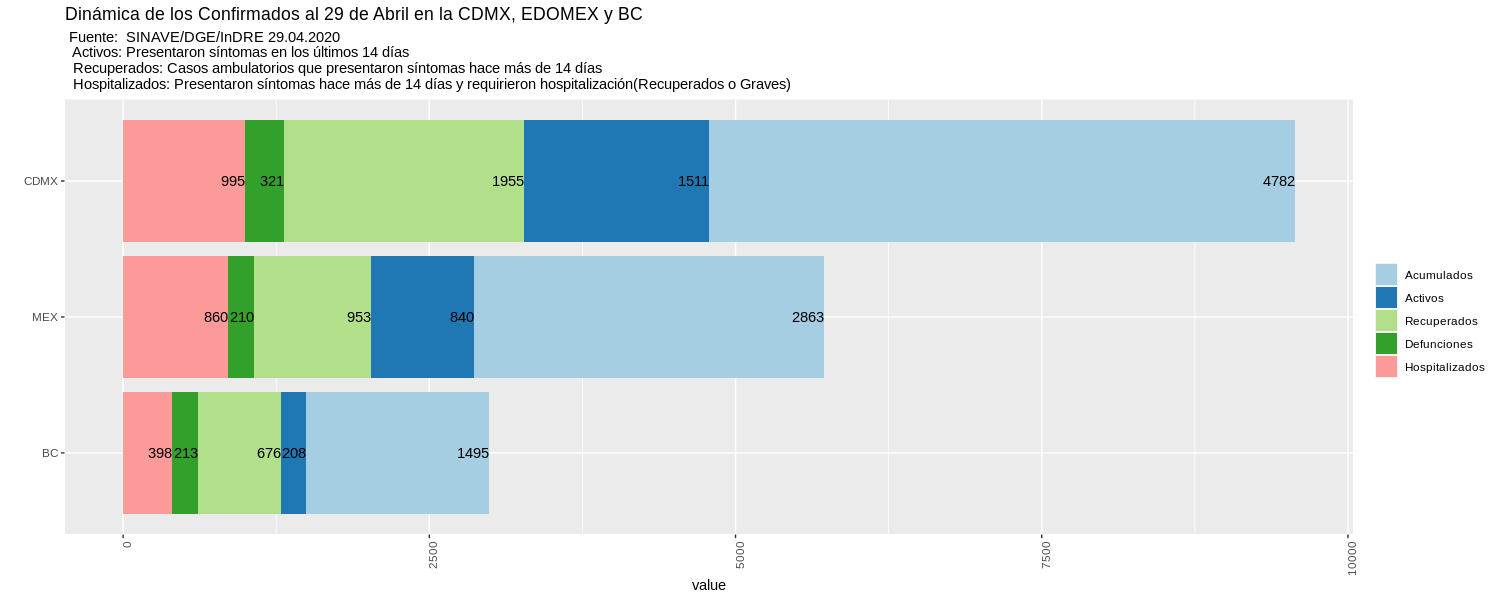 Dinámica de los Confirmados al 29 de Abril en la CDMX, EDOMEX y BC
Fuente: SINAVE/DGE/InDRE 29.04.2020
Activos: Presentaron síntomas en los últimos 14 días
Recuperados: Casos ambulatorios que presentaron síntomas hace más de 14 días
Hospitalizados: Presentaron síntomas hace más de 14 días y requirieron hospitalización(Recuperados o Graves)
CDMX 995 321 1955 1511 4782
MEX 860 210 953 840 2863
BC 398 213 676 208 1495
0 2500 5000 7500 10000
value
Acumulados
Activos
Recuperados
Defunciones
Hospitalizados